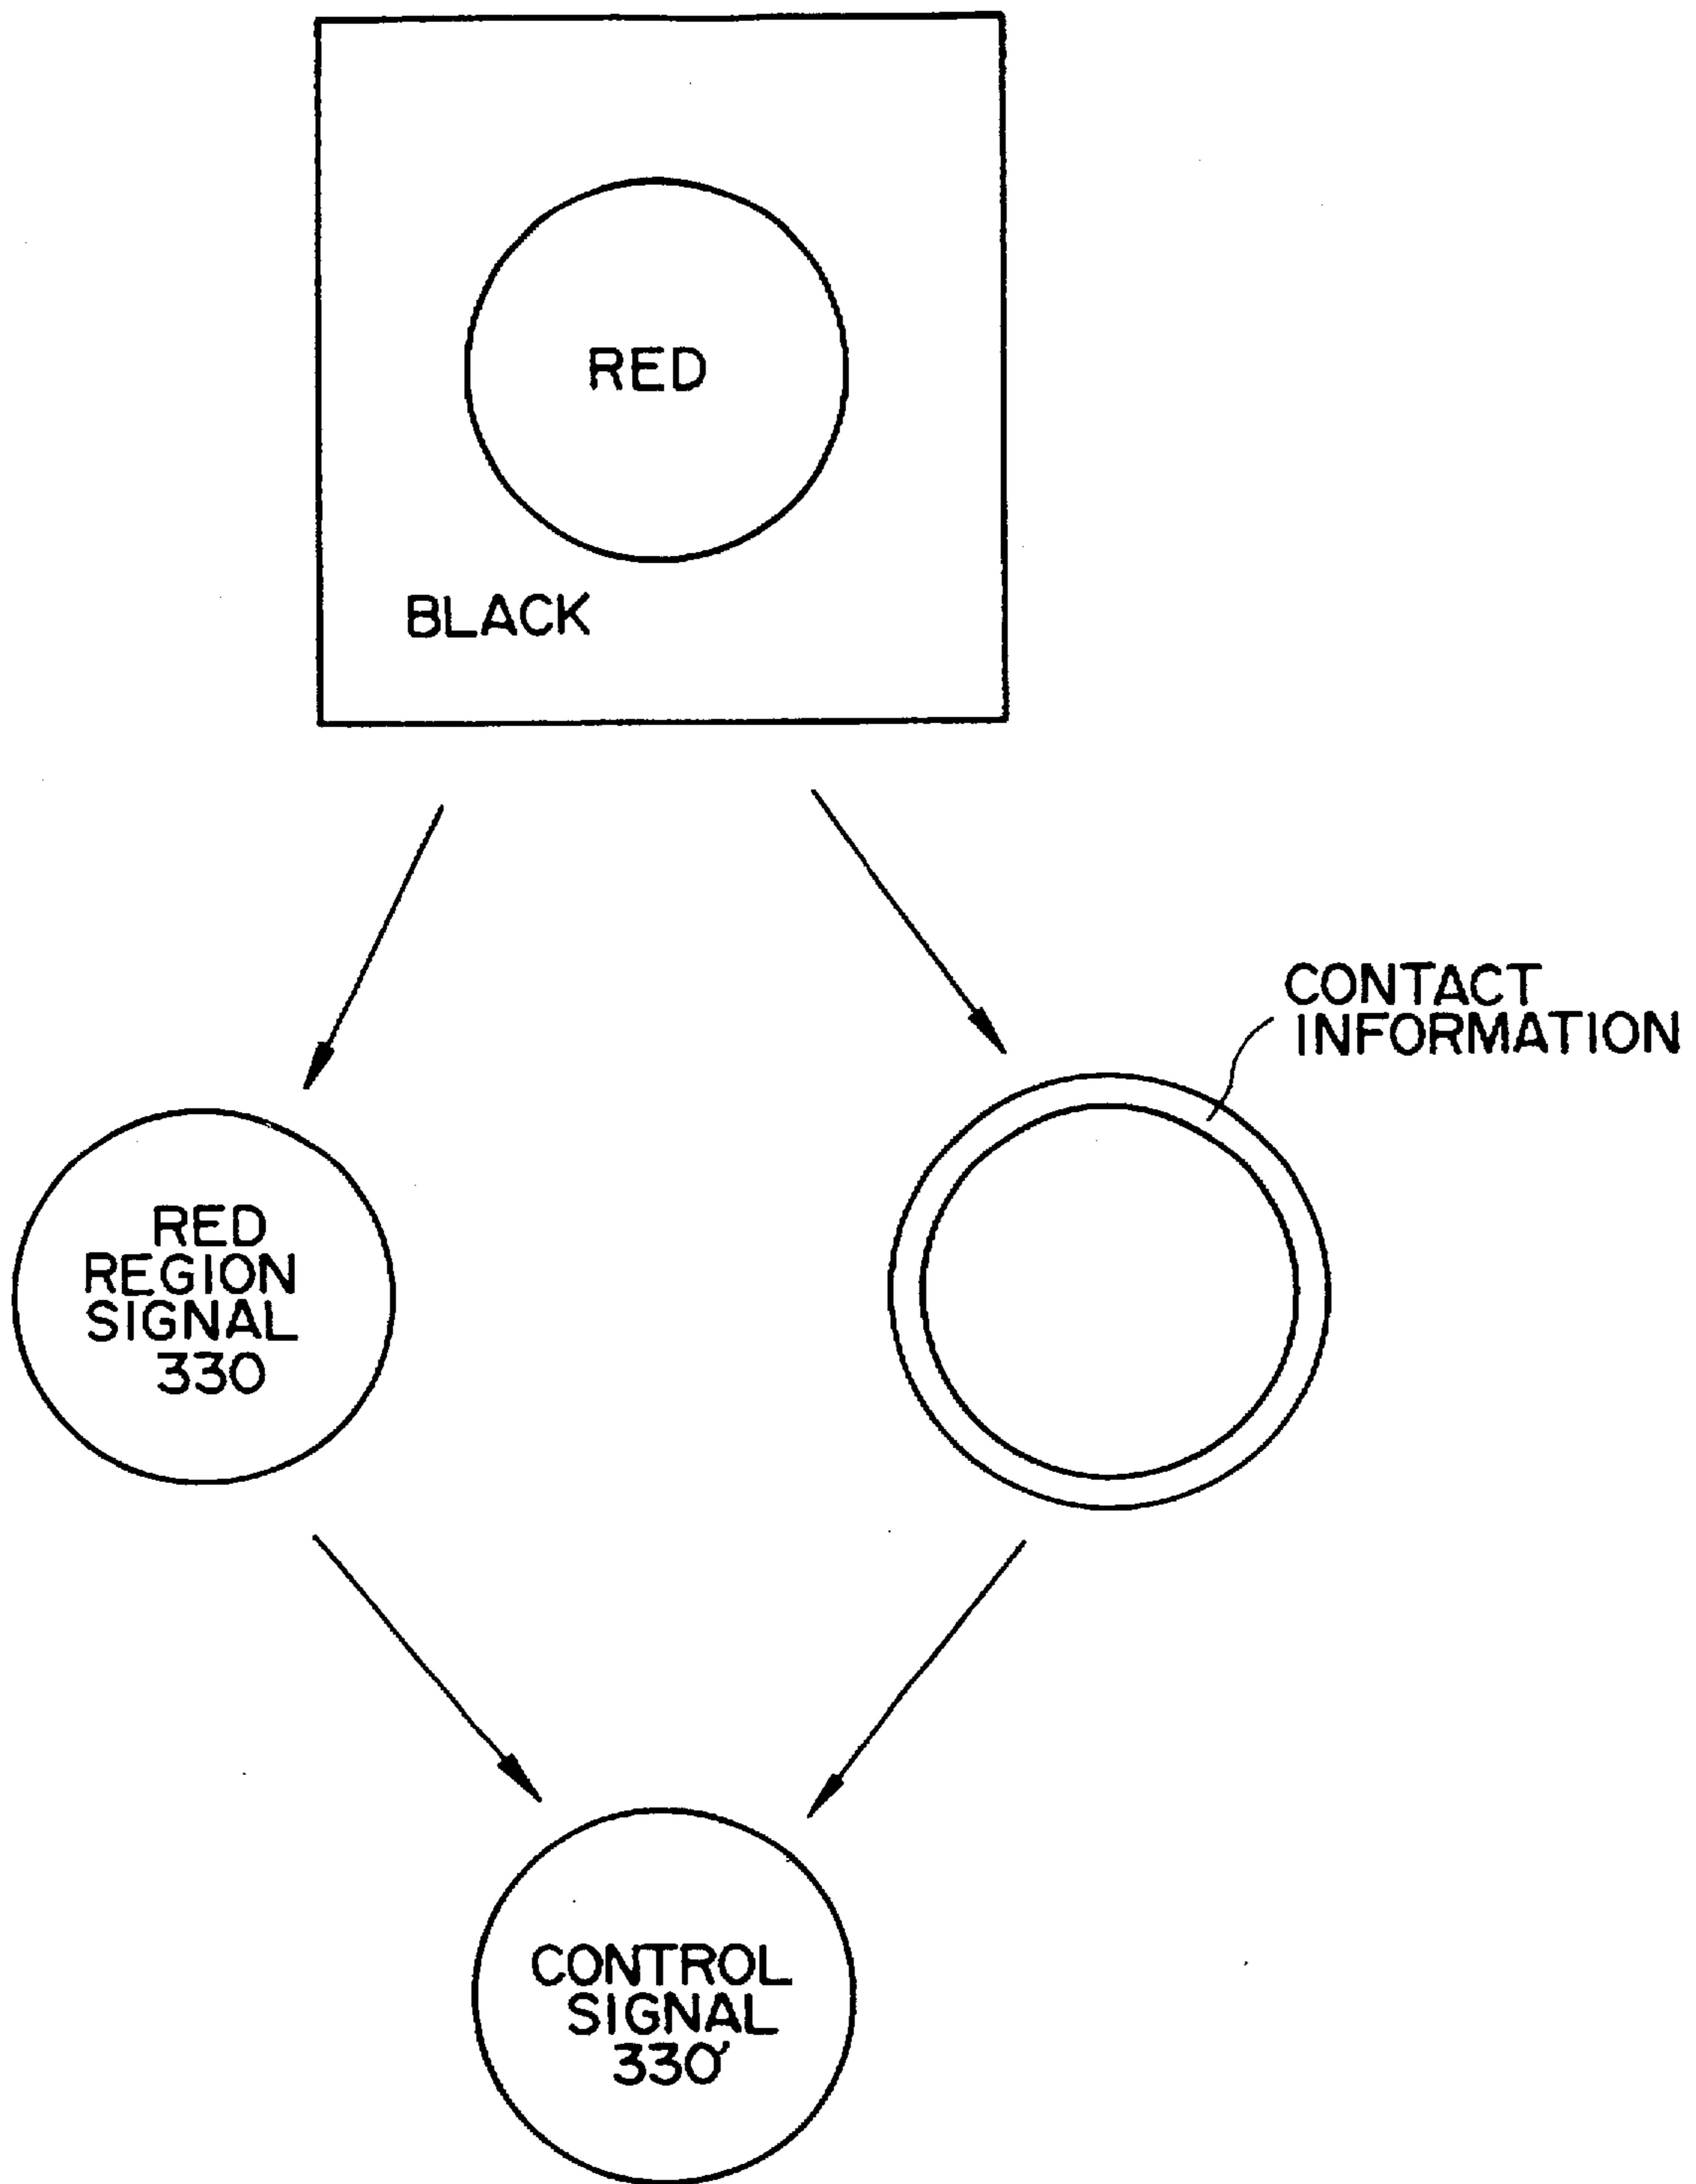 RED
BLACK
CONTACT
INFORMATION
RED
REGION
SIGNAL
330
CONTROL
SIGNAL
330'